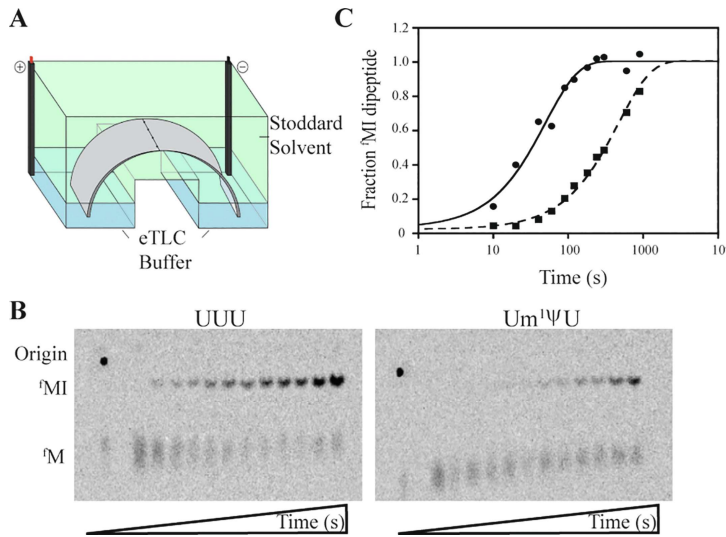 A
+
−
Stoddard
Solvent
eTLC
Buffer
C
Fraction fMI dipeptide
1.2
1.0
0.8
0.6
0.4
0.2
0
1
10
100
1000
10
Time (s)
B
UUU
Um¹ΨU
Origin
fMI
fM
Time (s)
Time (s)